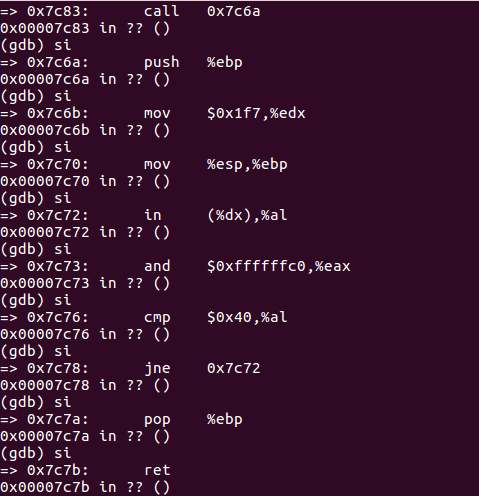 => 0x7c83:      call   0x7c6a
0x00007c83 in ?? ()
(gdb) si
=> 0x7c6a:      push   %ebp
0x00007c6a in ?? ()
(gdb) si
=> 0x7c6b:      mov    $0x1f7,%edx
0x00007c6b in ?? ()
(gdb) si
=> 0x7c70:      mov    %esp,%ebp
0x00007c70 in ?? ()
(gdb) si
=> 0x7c72:      in     (%dx),%al
0x00007c72 in ?? ()
(gdb) si
=> 0x7c73:      and    $0xffffffc0,%eax
0x00007c73 in ?? ()
(gdb) si
=> 0x7c76:      cmp    $0x40,%al
0x00007c76 in ?? ()
(gdb) si
=> 0x7c78:      jne    0x7c72
0x00007c78 in ?? ()
(gdb) si
=> 0x7c7a:      pop    %ebp
0x00007c7a in ?? ()
(gdb) si
=> 0x7c7b:      ret
0x00007c7b in ?? ()